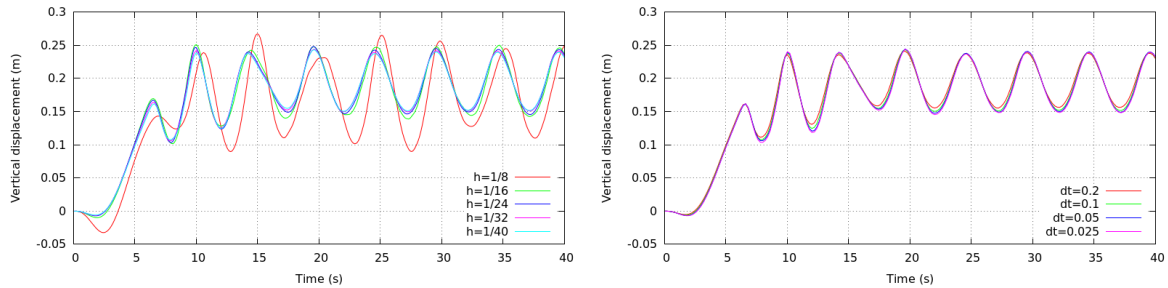 Vertical displacement (m)
0.3
0.25
0.2
0.15
0.1
0.05
0
-0.05
h=1/8
h=1/16
h=1/24
h=1/32
h=1/40
0 5 10 15 20 25 30 35 40
Time (s)
Vertical displacement (m)
0.3
0.25
0.2
0.15
0.1
0.05
0
-0.05
dt=0.2
dt=0.1
dt=0.05
dt=0.025
0 5 10 15 20 25 30 35 40
Time (s)